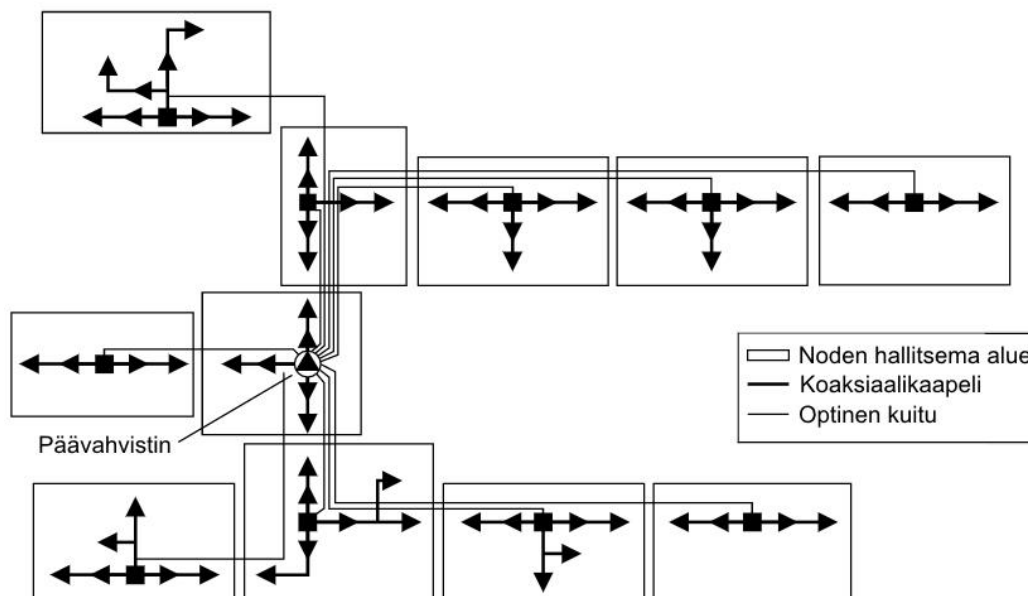 Päävahvistin
Noden hallitsema alue
Koaksiaalikaapeli
Optinen kuitu